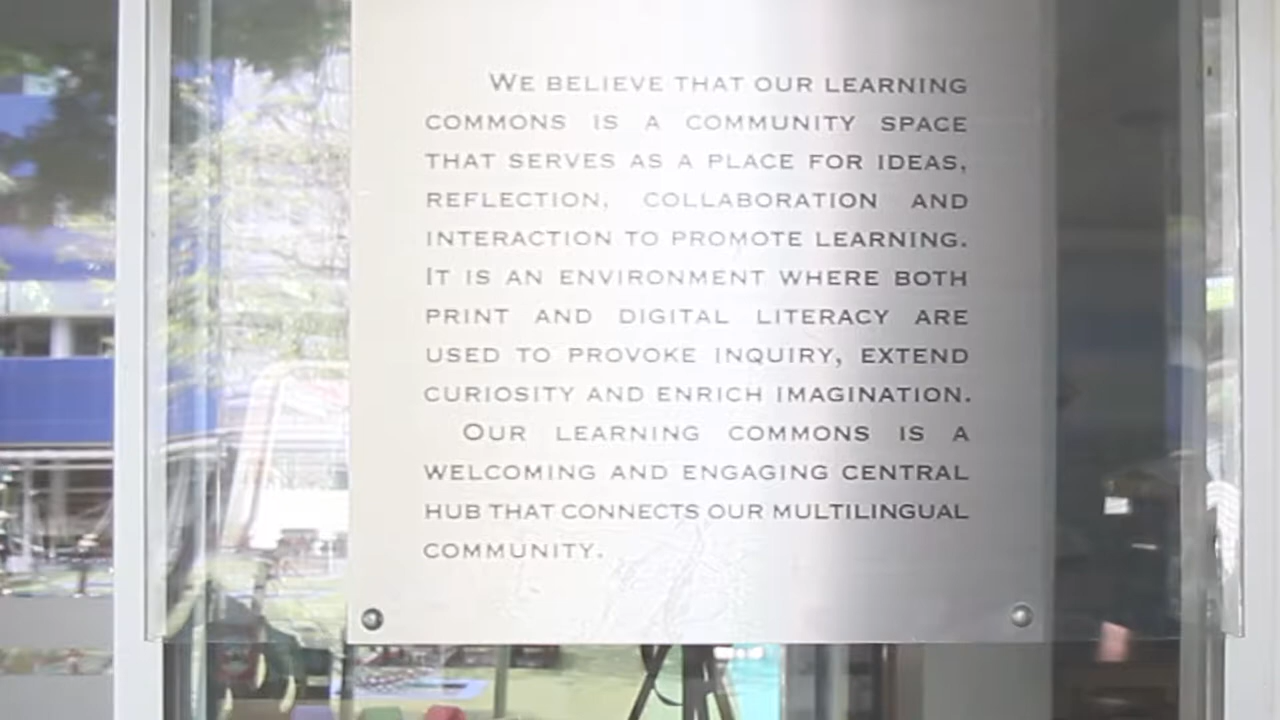 WE BELIEVE THAT OUR LEARNING
COMMONS IS A COMMUNITY SPACE
THAT SERVES AS A PLACE FOR IDEAS,
REFLECTION, COLLABORATION AND
INTERACTION TO PROMOTE LEARNING.
IT IS AN ENVIRONMENT WHERE BOTH
PRINT AND DIGITAL LITERACY ARE
USED TO PROVOKE INQUIRY, EXTEND
CURIOSITY AND ENRICH IMAGINATION.
OUR LEARNING COMMONS IS A
WELCOMING AND ENGAGING CENTRAL
HUB THAT CONNECTS OUR MULTILINGUAL
COMMUNITY.